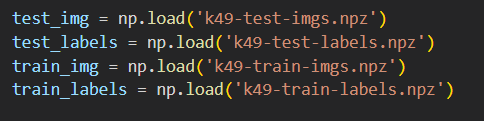 test_img = np.load('k49-test-imgs.npz')
test_labels = np.load('k49-test-labels.npz')
train_img = np.load('k49-train-imgs.npz')
train_labels = np.load('k49-train-labels.npz')